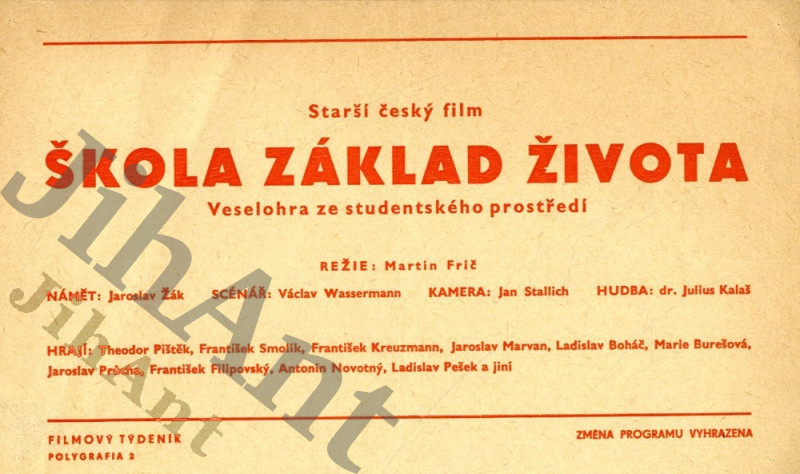 Starší český film
ŠKOLA ZÁKLAD ŽIVOTA
Veselohra ze studentského prostředí
REŽIE: Martin Frič
NÁMĚT: Jaroslav Žák SCÉNÁŘ: Václav Wassermann KAMERA: Jan Stallich HUDBA: dr. Julius Kalaš
HRAJÍ: Theodor Pištěk, František Smolík, František Kreuzmann, Jaroslav Marvan, Ladislav Boháč, Marie Burešová,
Jaroslav Průcha, František Filipovský, Antonín Novotný, Ladislav Pešek a jiní
FILMOVÝ TÝDENÍK
POLYGRAFIA 2
ZMĚNA PROGRAMU VYHRAZENA
JihAnt
JihAnt